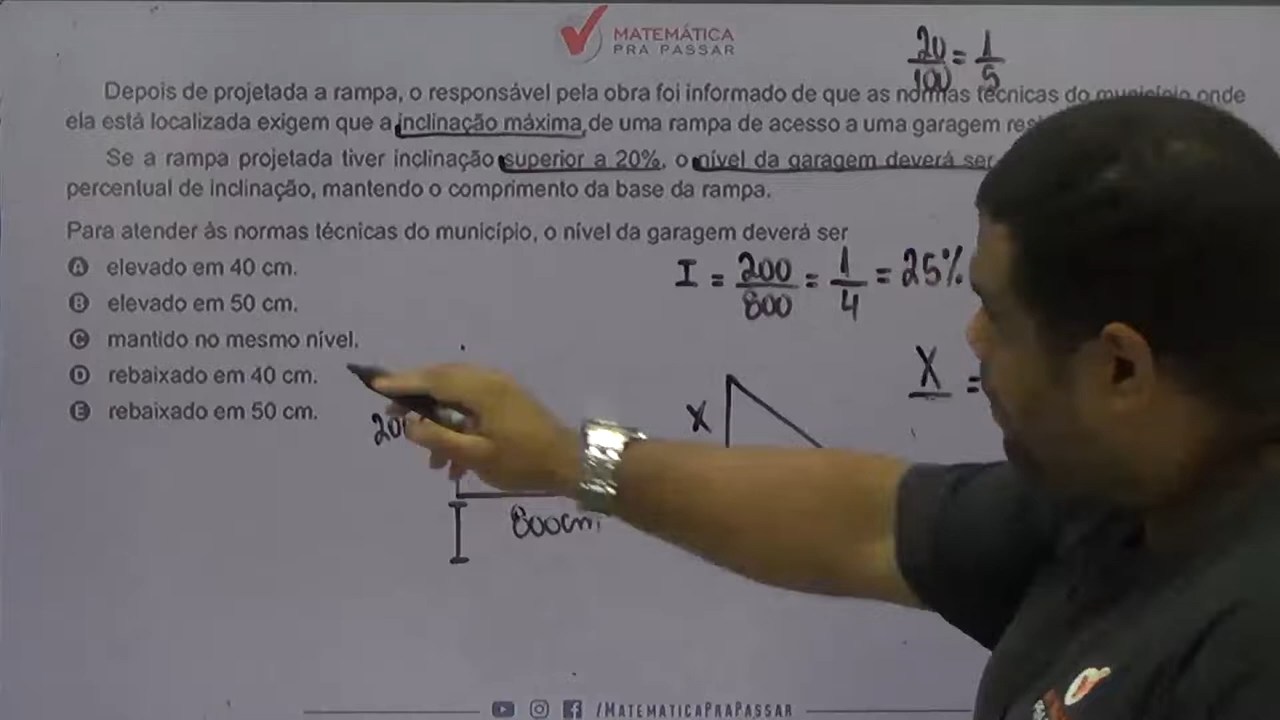 MATEMÁTICA
PRA PASSAR
20/100 = 1/5
Depois de projetada a rampa, o responsável pela obra foi informado de que as normas técnicas do município onde
ela está localizada exigem que a inclinação máxima de uma rampa de acesso a uma garagem
Se a rampa projetada tiver inclinação superior a 20%, o nível da garagem deverá ser
percentual de inclinação, mantendo o comprimento da base da rampa.
Para atender às normas técnicas do município, o nível da garagem deverá ser
A elevado em 40 cm.
B elevado em 50 cm.
C mantido no mesmo nível.
D rebaixado em 40 cm.
E rebaixado em 50 cm.
I = 200/800 = 1/4 = 25%
X =
X
800cm
I
/MATEMATICAPRAPASSAR